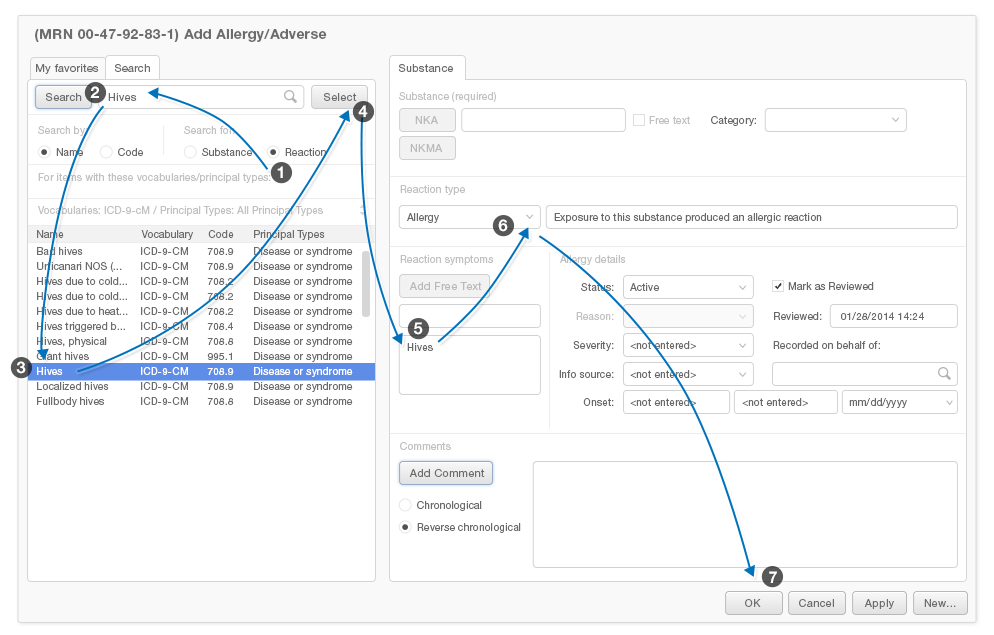 (MRN 00-47-92-83-1) Add Allergy/Adverse
My favorites Search
Search 2 Hives Select
4
Search by: Search for:
Name Code Substance Reaction
1
For items with these vocabularies/principal types:
Vocabularies: ICD-9-cM / Principal Types: All Principal Types
Name Vocabulary Code Principal Types
Bad hives ICD-9-CM 708.9 Disease or syndrome
Urticanari NOS (... ICD-9-CM 708.9 Disease or syndrome
Hives due to cold... ICD-9-CM 708.2 Disease or syndrome
Hives due to cold... ICD-9-CM 708.2 Disease or syndrome
Hives due to heat... ICD-9-CM 708.2 Disease or syndrome
Hives triggered b... ICD-9-CM 708.4 Disease or syndrome
Hives, physical ICD-9-CM 708.8 Disease or syndrome
Giant hives ICD-9-CM 995.1 Disease or syndrome
3 Hives ICD-9-CM 708.9 Disease or syndrome
Localized hives ICD-9-CM 708.9 Disease or syndrome
Fullbody hives ICD-9-CM 708.8 Disease or syndrome
Substance
Substance (required)
NKA Free text Category:
NKMA
Reaction type
Allergy 6 Exposure to this substance produced an allergic reaction
Reaction symptoms
Add Free Text
5
Hives
Allergy details
Status: Active Mark as Reviewed
Reason: Reviewed: 01/28/2014 14:24
Severity: <not entered> Recorded on behalf of:
Info source: <not entered>
Onset: <not entered> <not entered> mm/dd/yyyy
Comments
Add Comment
Chronological
Reverse chronological
7
OK Cancel Apply New...